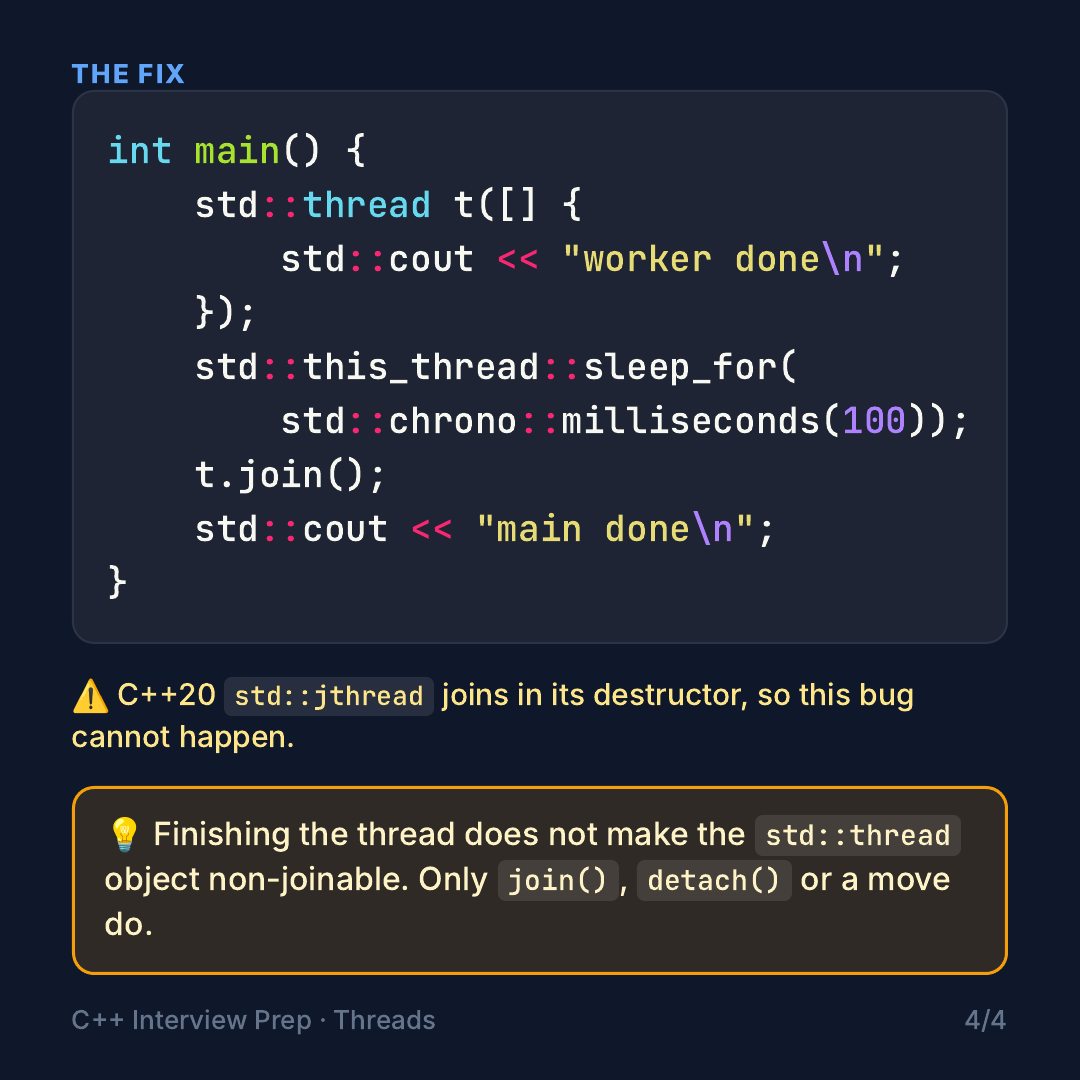 THE FIX
int main() {
    std::thread t([] {
        std::cout << "worker done\n";
    });
    std::this_thread::sleep_for(
        std::chrono::milliseconds(100));
    t.join();
    std::cout << "main done\n";
}
⚠️ C++20 std::jthread joins in its destructor, so this bug
cannot happen.
💡 Finishing the thread does not make the std::thread
object non-joinable. Only join(), detach() or a move
do.
C++ Interview Prep · Threads
4/4